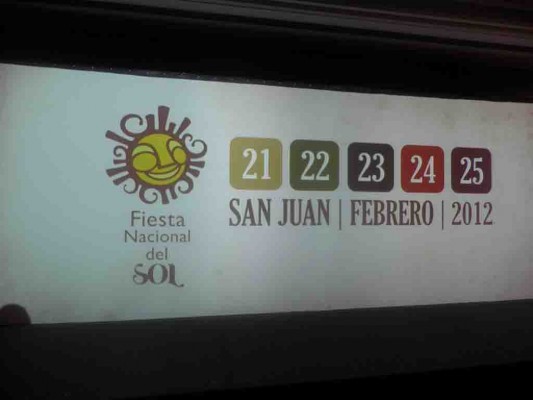 Fiesta
Nacional
del
SOL
21 22 23 24 25
SAN JUAN | FEBRERO | 2012